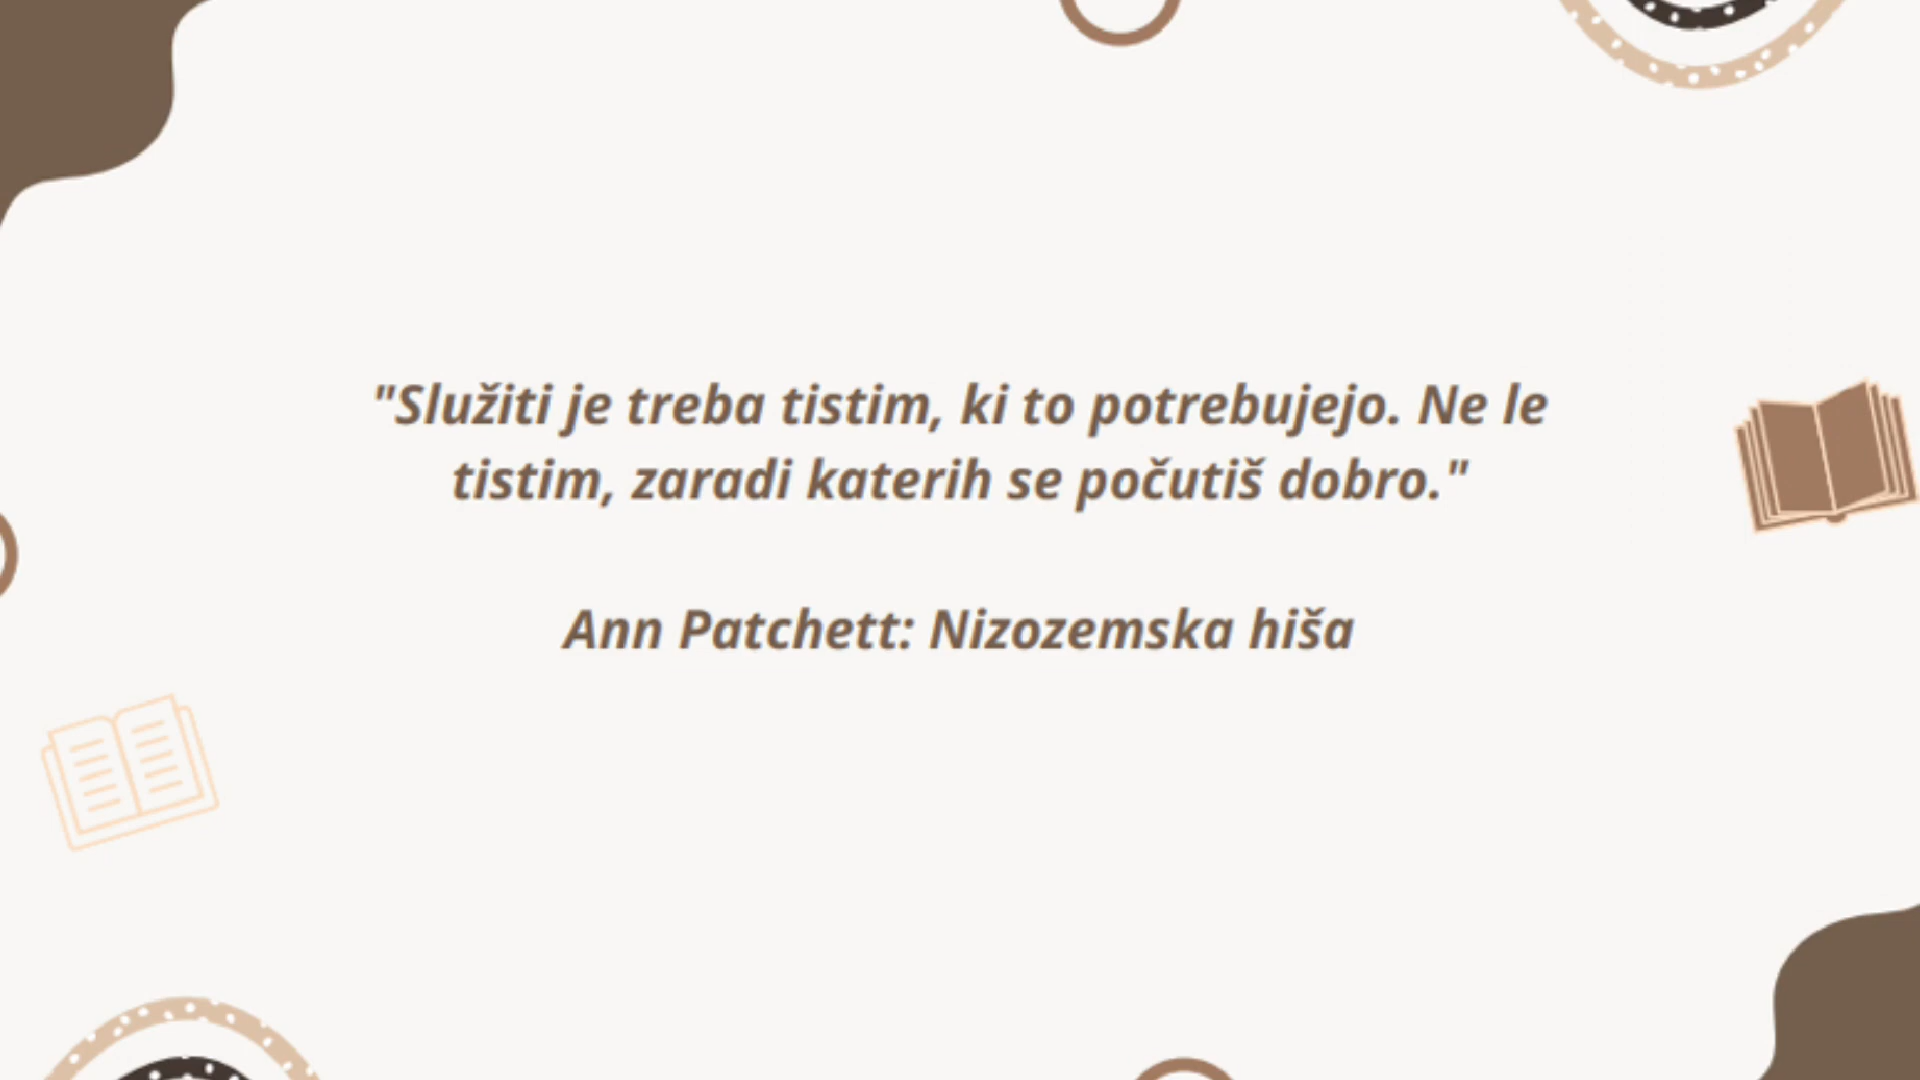 "Služiti je treba tistim, ki to potrebujejo. Ne le
tistim, zaradi katerih se počutiš dobro."
Ann Patchett: Nizozemska hiša